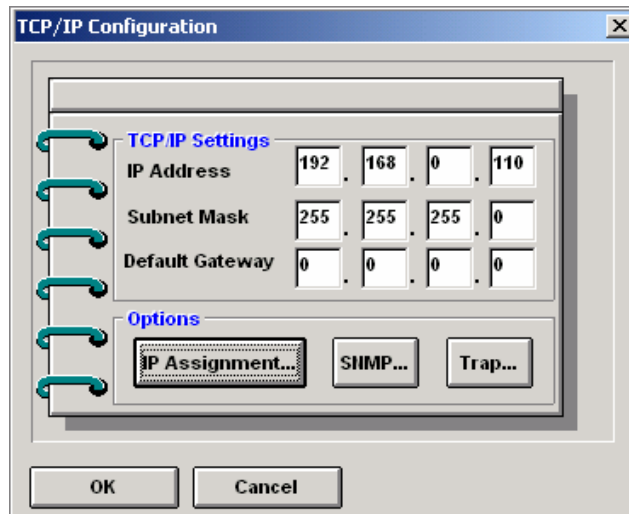 TCP/IP Configuration
TCP/IP Settings
IP Address 192 . 168 . 0 . 110
Subnet Mask 255 . 255 . 255 . 0
Default Gateway 0 . 0 . 0 . 0
Options
IP Assignment... SNMP... Trap...
OK Cancel